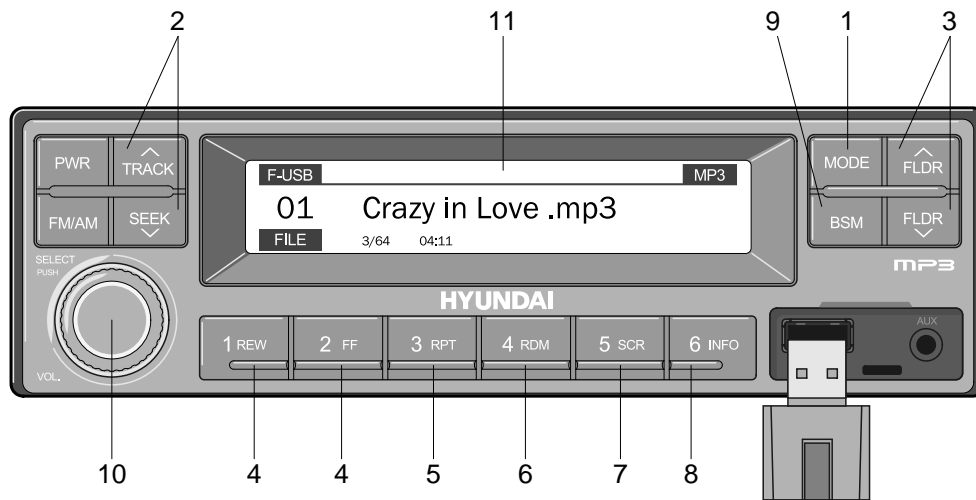 2 11 9 1 3
PWR TRACK MODE FLDR
F-USB MP3
01 Crazy in Love .mp3
FM/AM SEEK BSM FLDR
FILE 3/64 04:11
SELECT
PUSH
MP3
HYUNDAI
AUX
1 REW 2 FF 3 RPT 4 RDM 5 SCR 6 INFO
VOL.
10 4 4 5 6 7 8